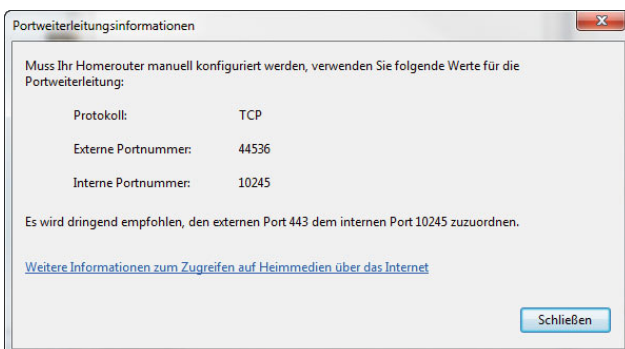 Portweiterleitungsinformationen
Muss Ihr Homerouter manuell konfiguriert werden, verwenden Sie folgende Werte für die
Portweiterleitung:
Protokoll: TCP
Externe Portnummer: 44536
Interne Portnummer: 10245
Es wird dringend empfohlen, den externen Port 443 dem internen Port 10245 zuzuordnen.
Weitere Informationen zum Zugreifen auf Heimmedien über das Internet
Schließen